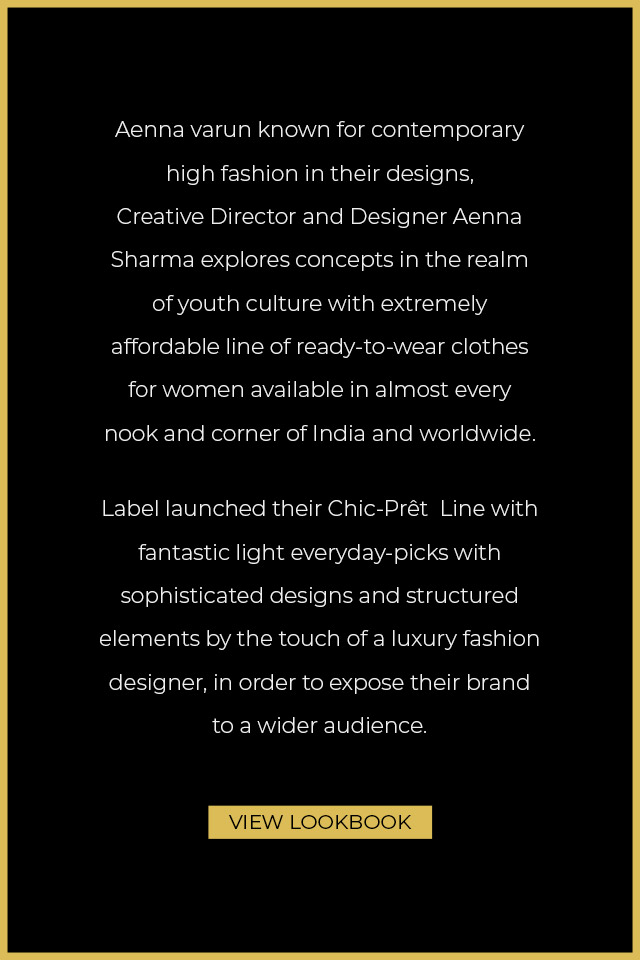 Aenna varun known for contemporary
high fashion in their designs,
Creative Director and Designer Aenna
Sharma explores concepts in the realm
of youth culture with extremely
affordable line of ready-to-wear clothes
for women available in almost every
nook and corner of India and worldwide.
Label launched their Chic-Prêt  Line with
fantastic light everyday-picks with
sophisticated designs and structured
elements by the touch of a luxury fashion
designer, in order to expose their brand
to a wider audience.
VIEW LOOKBOOK